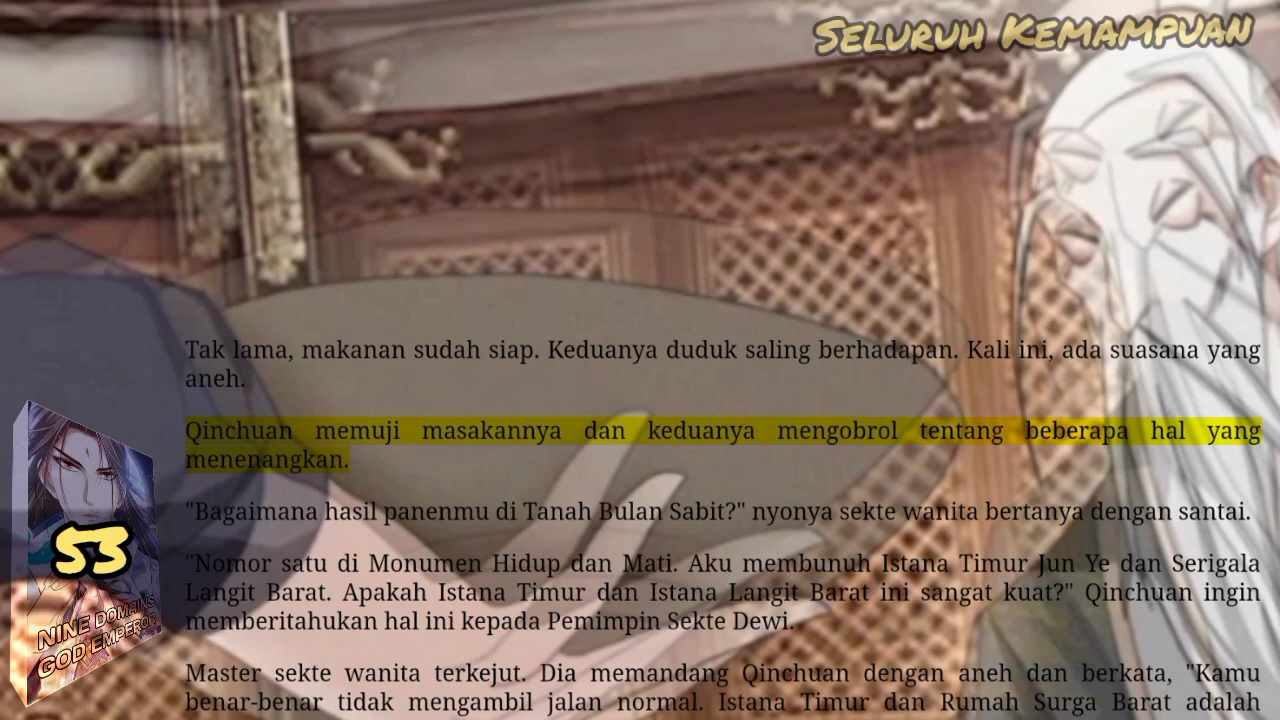 Seluruh Kemampuan
Tak lama, makanan sudah siap. Keduanya duduk saling berhadapan. Kali ini, ada suasana yang
aneh.
Qinchuan memuji masakannya dan keduanya mengobrol tentang beberapa hal yang
menenangkan.
"Bagaimana hasil panenmu di Tanah Bulan Sabit?" nyonya sekte wanita bertanya dengan santai.
"Nomor satu di Monumen Hidup dan Mati. Aku membunuh Istana Timur Jun Ye dan Serigala
Langit Barat. Apakah Istana Timur dan Istana Langit Barat ini sangat kuat?" Qinchuan ingin
memberitahukan hal ini kepada Pemimpin Sekte Dewi.
Master sekte wanita terkejut. Dia memandang Qinchuan dengan aneh dan berkata, "Kamu
benar-benar tidak mengambil jalan normal. Istana Timur dan Rumah Surga Barat adalah
53
NINE DOMAINS
GOD EMPEROR